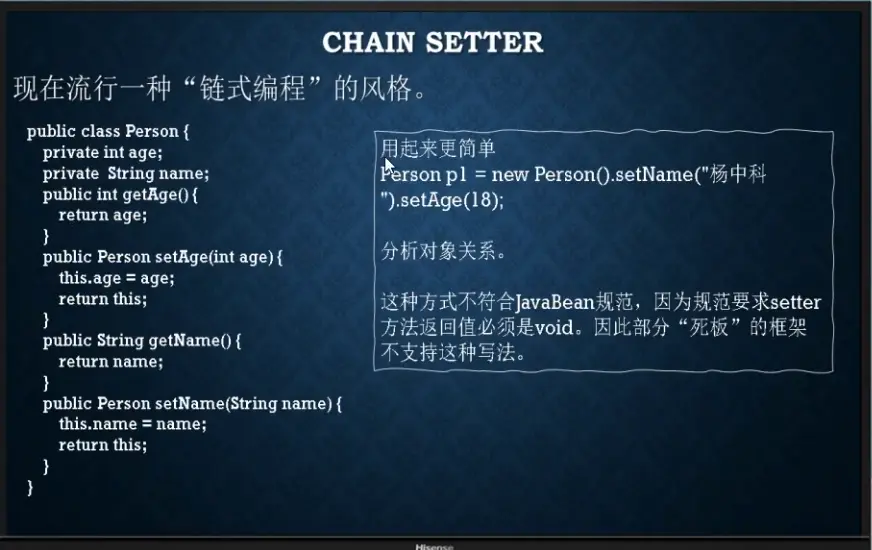 CHAIN SETTER
现在流行一种“链式编程”的风格。
public class Person {
private int age;
private String name;
public int getAge() {
return age;
}
public Person setAge(int age) {
this.age = age;
return this;
}
public String getName() {
return name;
}
public Person setName(String name) {
this.name = name;
return this;
}
}
用起来更简单
Person p1 = new Person().setName("杨中科
").setAge(18);
分析对象关系。
这种方式不符合JavaBean规范，因为规范要求setter
方法返回值必须是void。因此部分“死板”的框架
不支持这种写法。
Hisense